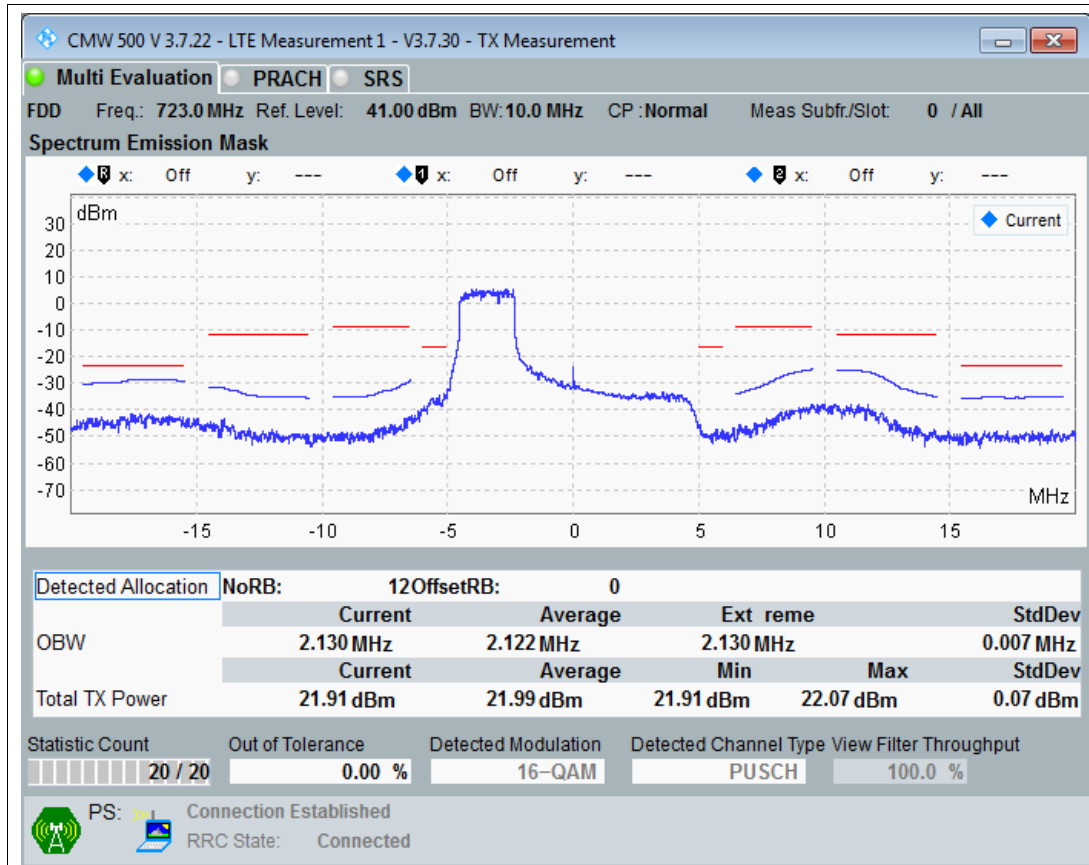 CMW 500 V 3.7.22 - LTE Measurement 1 - V3.7.30 - TX Measurement
Multi Evaluation PRACH SRS
FDD Freq.: 723.0 MHz Ref. Level: 41.00 dBm BW: 10.0 MHz CP : Normal Meas Subfr./Slot: 0 / All
Spectrum Emission Mask
R x: Off y: --- 1 x: Off y: --- 2 x: Off y: ---
dBm
Current
30
20
10
0
-10
-20
-30
-40
-50
-60
-70
MHz
-15 -10 -5 0 5 10 15
Detected Allocation NoRB: 12 OffsetRB: 0
Current Average Ext reme StdDev
OBW 2.130 MHz 2.122 MHz 2.130 MHz 0.007 MHz
Current Average Min Max StdDev
Total TX Power 21.91 dBm 21.99 dBm 21.91 dBm 22.07 dBm 0.07 dBm
Statistic Count Out of Tolerance Detected Modulation Detected Channel Type View Filter Throughput
20 / 20 0.00 % 16-QAM PUSCH 100.0 %
PS: Connection Established
RRC State: Connected